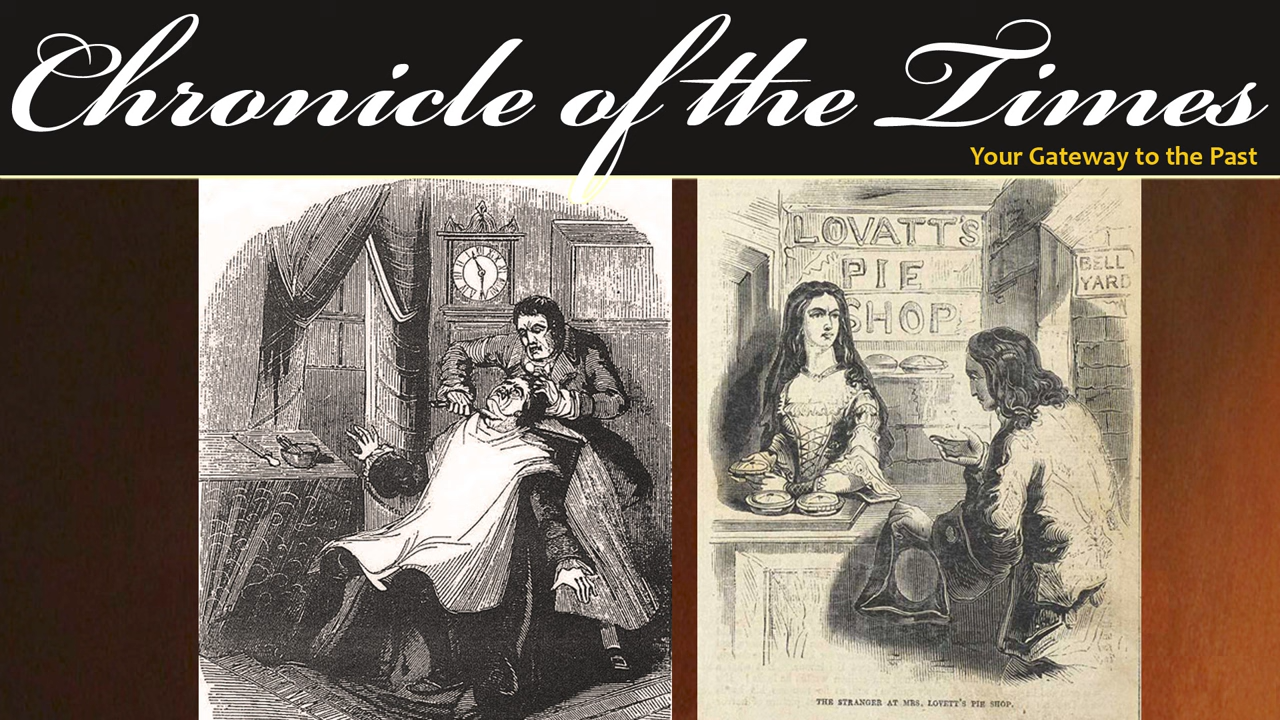 Chronicle of the Times
Your Gateway to the Past
LOVATT'S
PIE
SHOP
BELL
YARD
THE STRANGER AT MRS. LOVETT'S PIE SHOP.